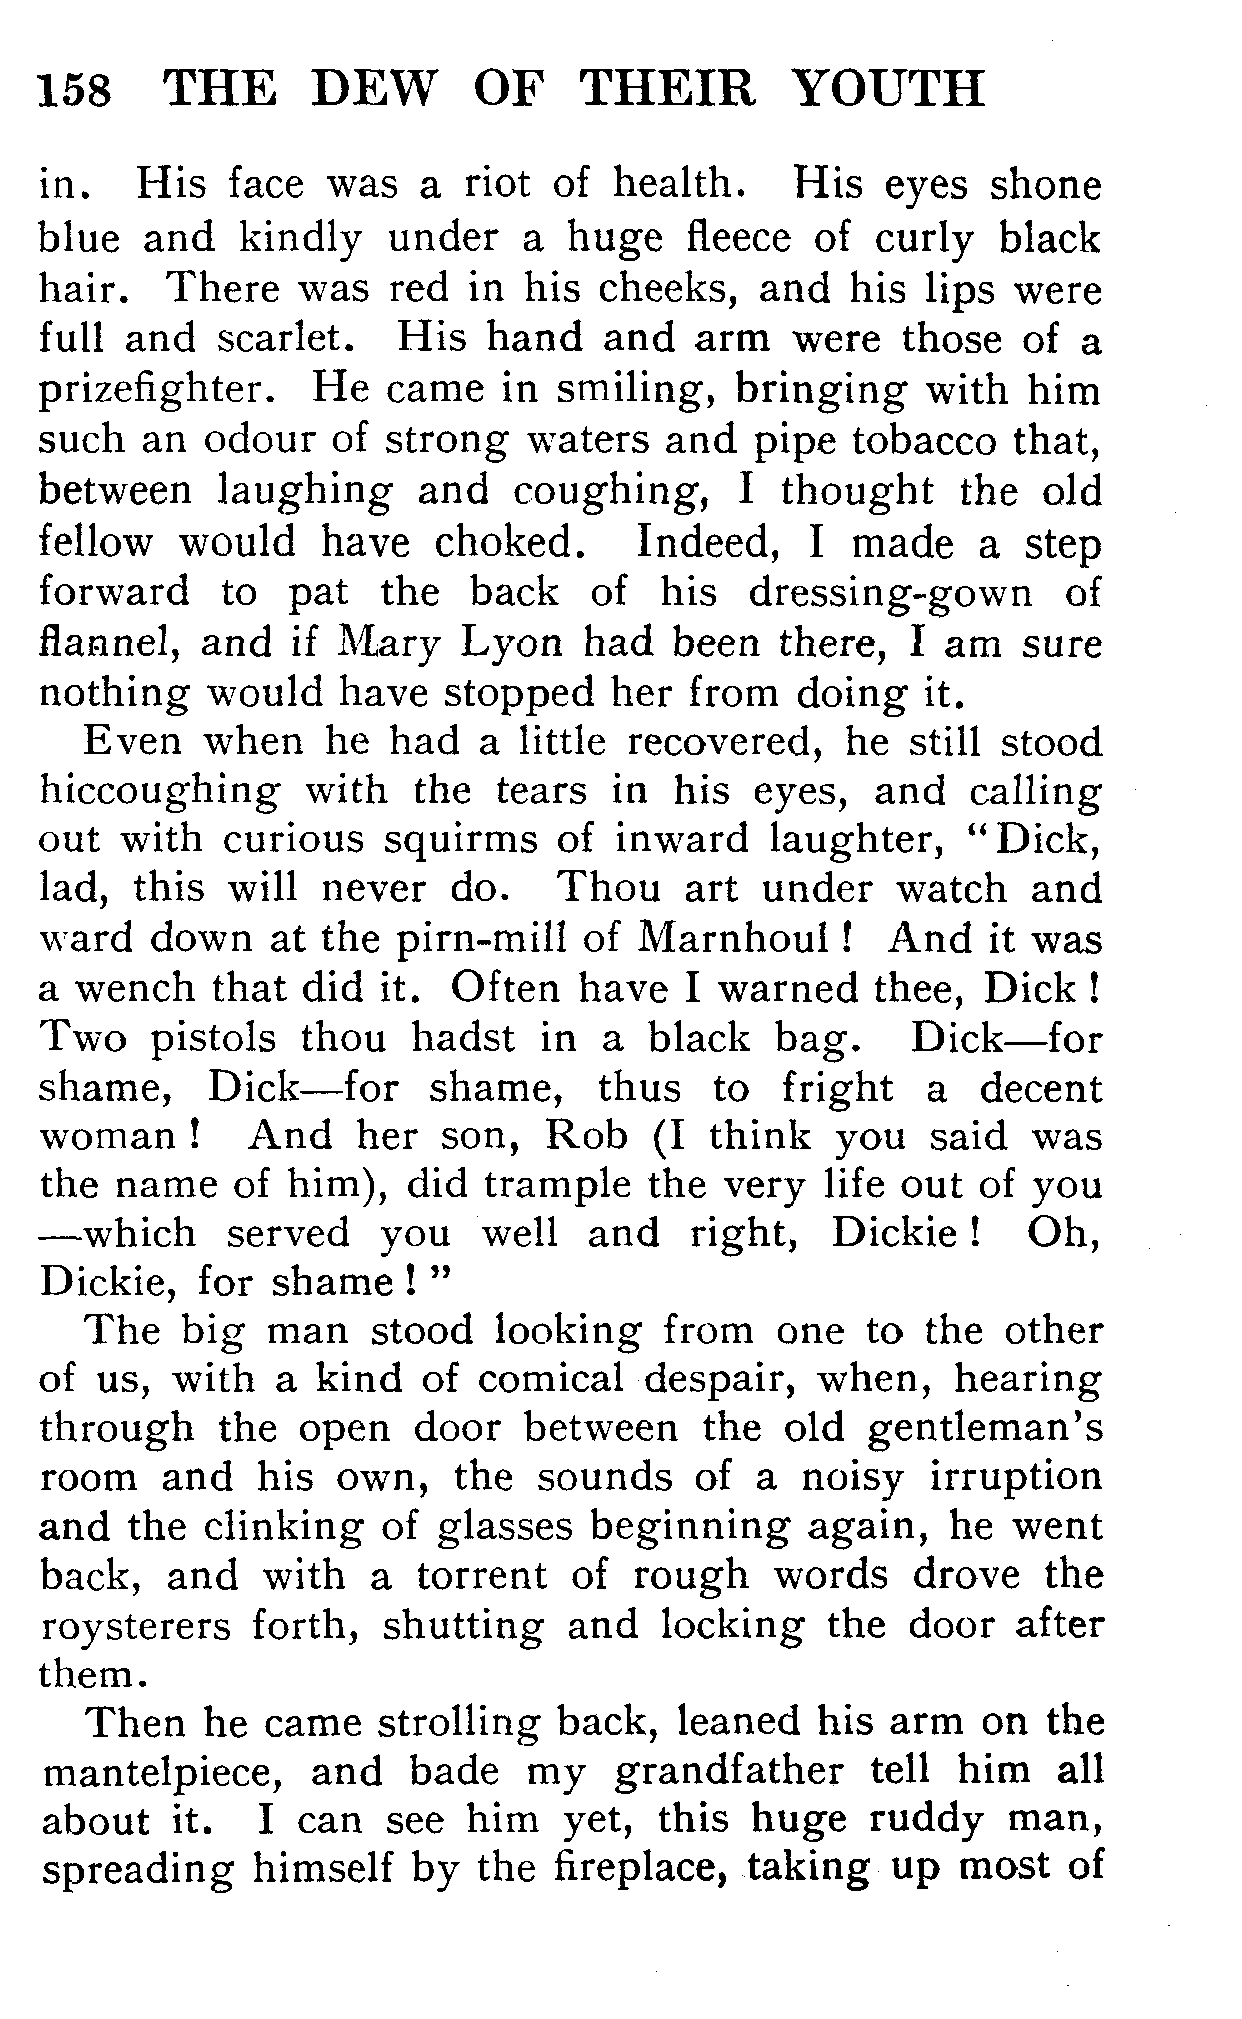 158 THE DEW OF THEIR YOUTH
in. His face was a riot of health. His eyes shone
blue and kindly under a huge fleece of curly black
hair. There was red in his cheeks, and his lips were
full and scarlet. His hand and arm were those of a
prizefighter. He came in smiling, bringing with him
such an odour of strong waters and pipe tobacco that,
between laughing and coughing, I thought the old
fellow would have choked. Indeed, I made a step
forward to pat the back of his dressing-gown of
flannel, and if Mary Lyon had been there, I am sure
nothing would have stopped her from doing it.
Even when he had a little recovered, he still stood
hiccoughing with the tears in his eyes, and calling
out with curious squirms of inward laughter, "Dick,
lad, this will never do. Thou art under watch and
ward down at the pirn-mill of Marnhoul! And it was
a wench that did it. Often have I warned thee, Dick!
Two pistols thou hadst in a black bag. Dick—for
shame, Dick—for shame, thus to fright a decent
woman! And her son, Rob (I think you said was
the name of him), did trample the very life out of you
—which served you well and right, Dickie! Oh,
Dickie, for shame!"
The big man stood looking from one to the other
of us, with a kind of comical despair, when, hearing
through the open door between the old gentleman's
room and his own, the sounds of a noisy irruption
and the clinking of glasses beginning again, he went
back, and with a torrent of rough words drove the
roysterers forth, shutting and locking the door after
them.
Then he came strolling back, leaned his arm on the
mantelpiece, and bade my grandfather tell him all
about it. I can see him yet, this huge ruddy man,
spreading himself by the fireplace, taking up most of